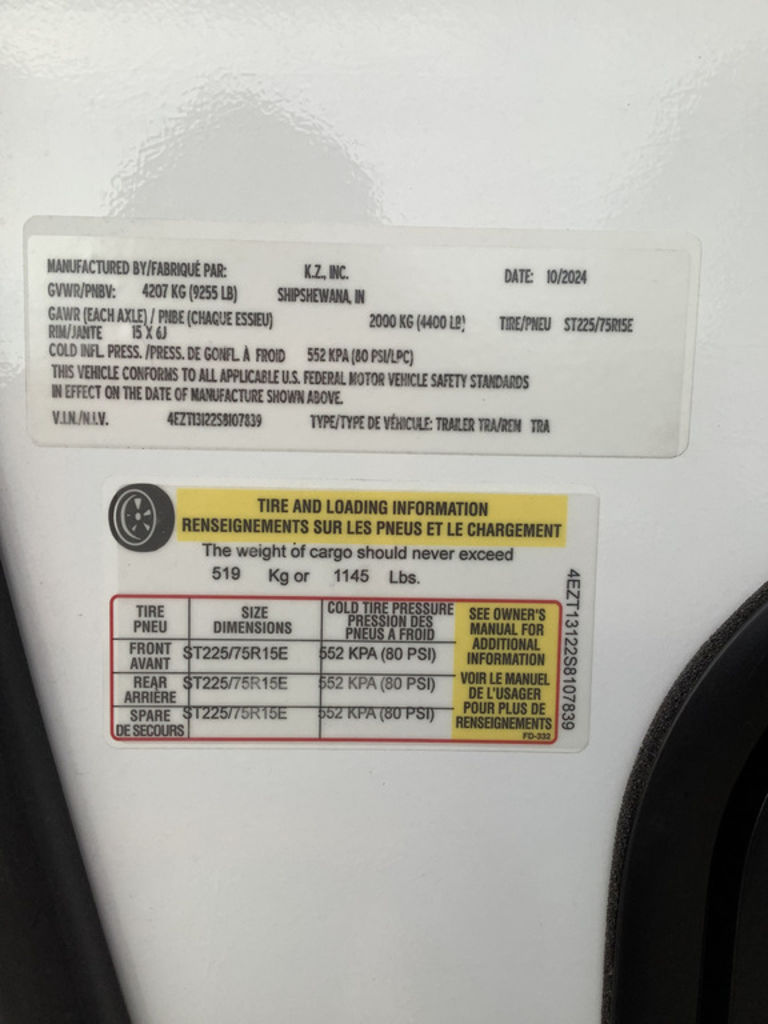 MANUFACTURED BY/FABRIQUÉ PAR: K.Z., INC. DATE: 10/2024
GVWR/PNBV: 4207 KG (9255 LB) SHIPSHEWANA, IN
GAWR (EACH AXLE) / PNBE (CHAQUE ESSIEU) 2000 KG (4400 LB) TIRE/PNEU ST225/75R15E
RIM/JANTE 15 X 6J
COLD INFL. PRESS. /PRESS. DE GONFL. À FROID 552 KPA (80 PSI/LPC)
THIS VEHICLE CONFORMS TO ALL APPLICABLE U.S. FEDERAL MOTOR VEHICLE SAFETY STANDARDS
IN EFFECT ON THE DATE OF MANUFACTURE SHOWN ABOVE.
V.I.N./N.I.V. 4EZT13122S8107839 TYPE/TYPE DE VÉHICULE: TRAILER TRA/REM TRA
TIRE AND LOADING INFORMATION
RENSEIGNEMENTS SUR LES PNEUS ET LE CHARGEMENT
The weight of cargo should never exceed
519 Kg or 1145 Lbs.
TIRE
PNEU
SIZE
DIMENSIONS
COLD TIRE PRESSURE
PRESSION DES
PNEUS A FROID
FRONT
AVANT
ST225/75R15E
552 KPA (80 PSI)
REAR
ARRIÈRE
ST225/75R15E
552 KPA (80 PSI)
SPARE
DE SECOURS
ST225/75R15E
552 KPA (80 PSI)
SEE OWNER'S
MANUAL FOR
ADDITIONAL
INFORMATION
VOIR LE MANUEL
DE L'USAGER
POUR PLUS DE
RENSEIGNEMENTS
FD-332
4EZT13122S8107839